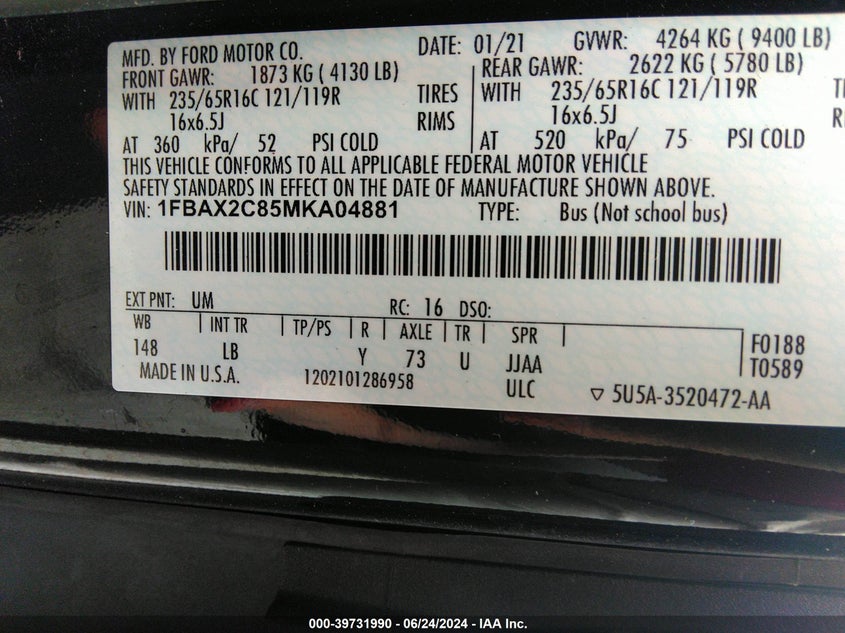 MFD. BY FORD MOTOR CO. DATE: 01/21 GVWR: 4264 KG ( 9400 LB)
FRONT GAWR: 1873 KG ( 4130 LB) REAR GAWR: 2622 KG ( 5780 LB)
WITH 235/65R16C 121/119R TIRES WITH 235/65R16C 121/119R
16x6.5J RIMS 16x6.5J
AT 360 kPa/ 52 PSI COLD AT 520 kPa/ 75 PSI COLD
THIS VEHICLE CONFORMS TO ALL APPLICABLE FEDERAL MOTOR VEHICLE
SAFETY STANDARDS IN EFFECT ON THE DATE OF MANUFACTURE SHOWN ABOVE.
VIN: 1FBAX2C85MKA04881 TYPE: Bus (Not school bus)
EXT PNT: UM RC: 16 DSO:
WB INT TR TP/PS R AXLE TR SPR F0188
148 LB Y 73 U JJAA T0589
MADE IN U.S.A. 1202101286958 ULC ▽ 5U5A-3520472-AA
000-39731990 - 06/24/2024 - IAA Inc.